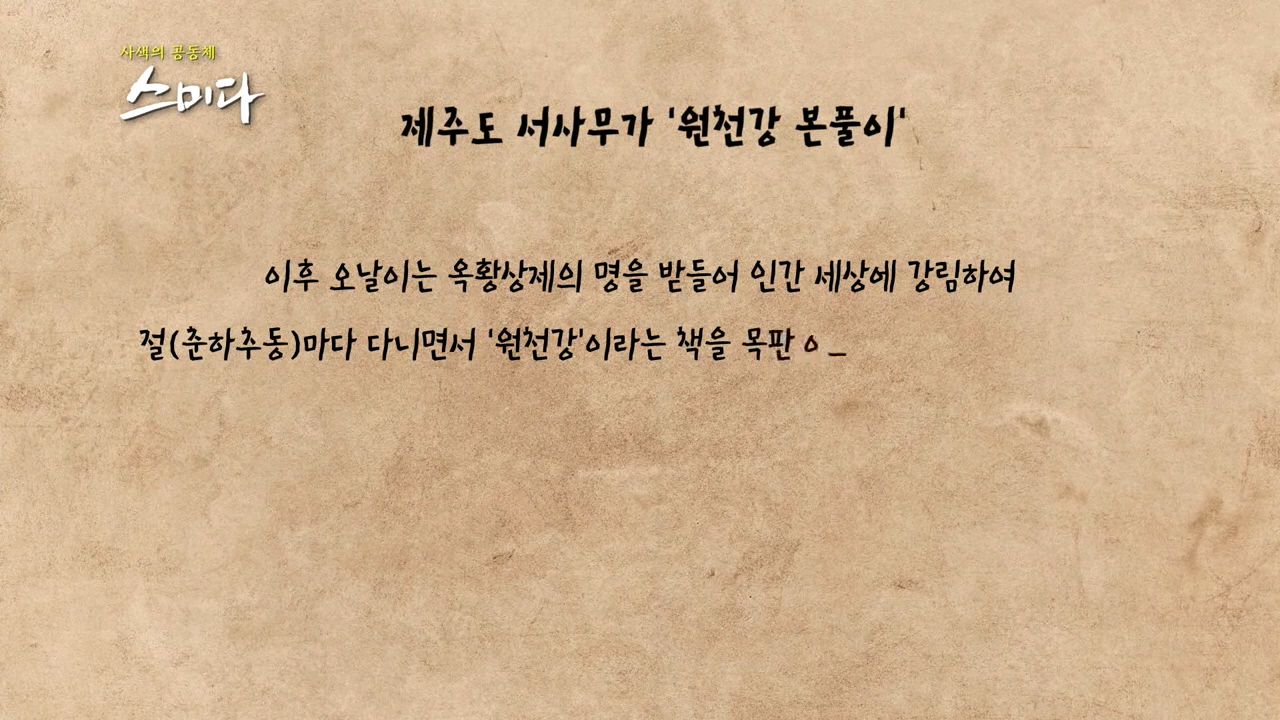 사색의 공동체
스미다
제주도 서사무가 '원천강 본풀이'
이후 오날이는 옥황상제의 명을 받들어 인간 세상에 강림하여
절(춘하추동)마다 다니면서 '원천강'이라는 책을 목판 ㅇ _